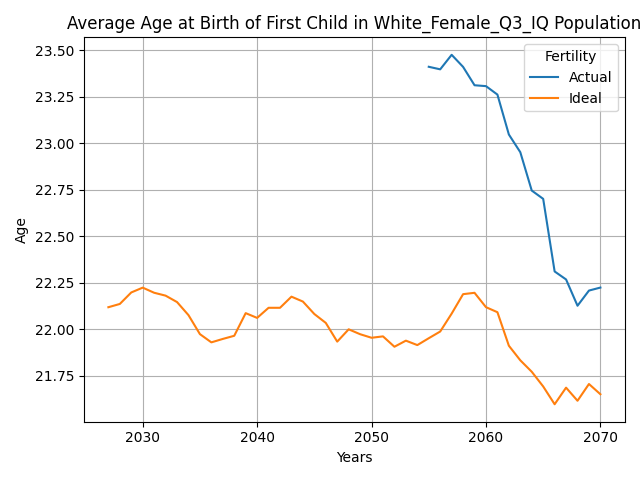 Average Age at Birth of First Child in White_Female_Q3_IQ Population
Fertility
Actual
Ideal
23.50
23.25
23.00
22.75
22.50
22.25
22.00
21.75
Age
2030 2040 2050 2060 2070
Years